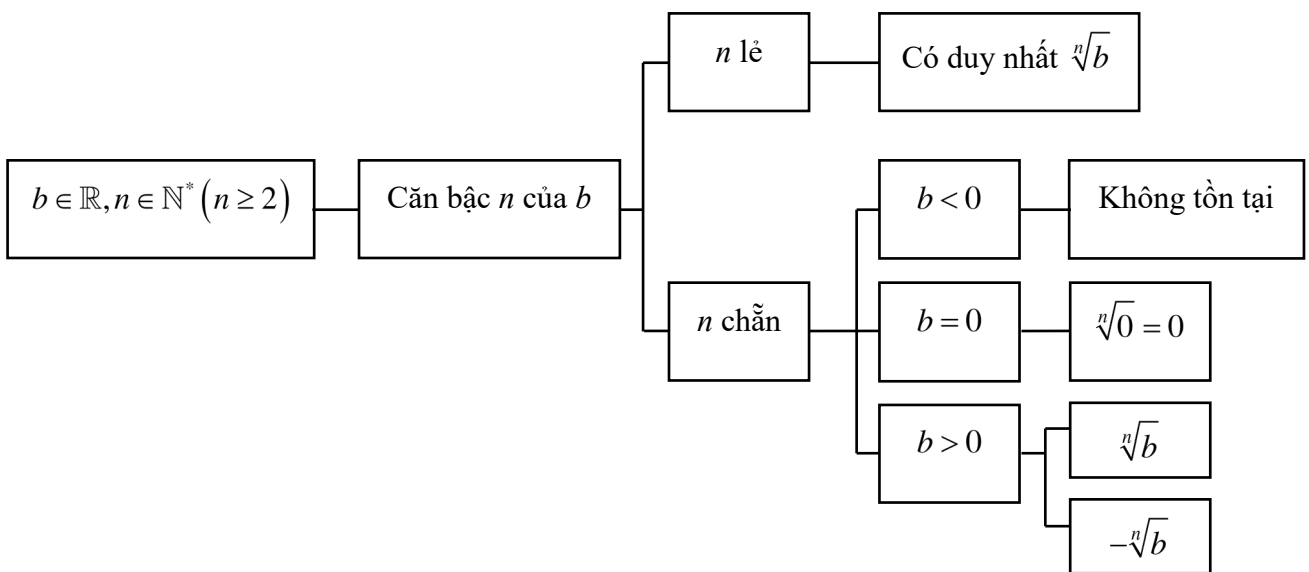 n lẻ
Có duy nhất ⁿ√b
b ∈ ℝ, n ∈ ℕ* (n ≥ 2)
Căn bậc n của b
b < 0
Không tồn tại
n chẵn
b = 0
ⁿ√0 = 0
b > 0
ⁿ√b
−ⁿ√b